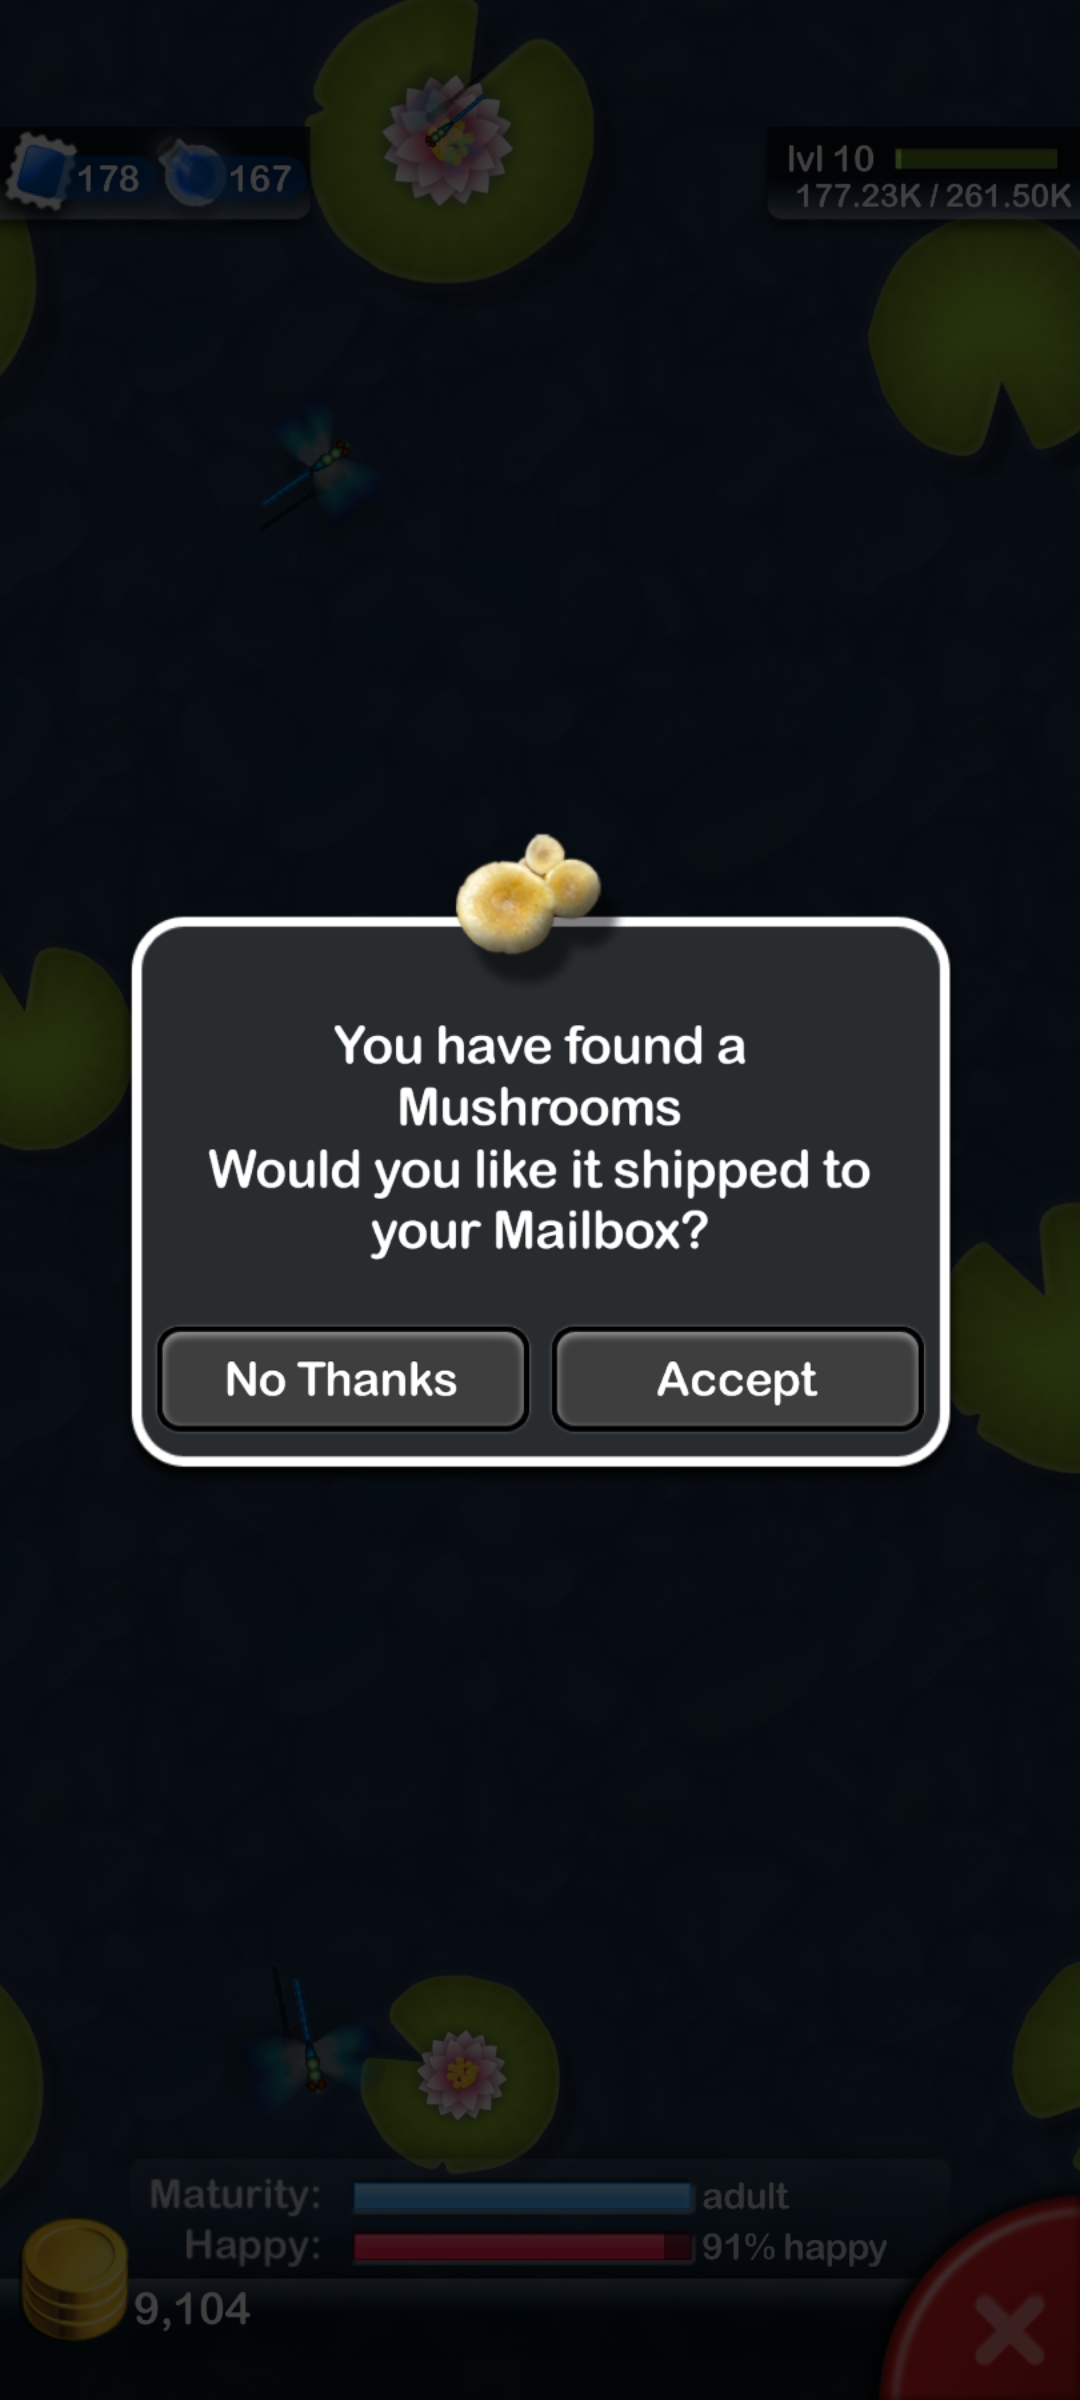 178 167
lvl 10
177.23K / 261.50K
You have found a
Mushrooms
Would you like it shipped to
your Mailbox?
No Thanks
Accept
Maturity: adult
Happy: 91% happy
9,104